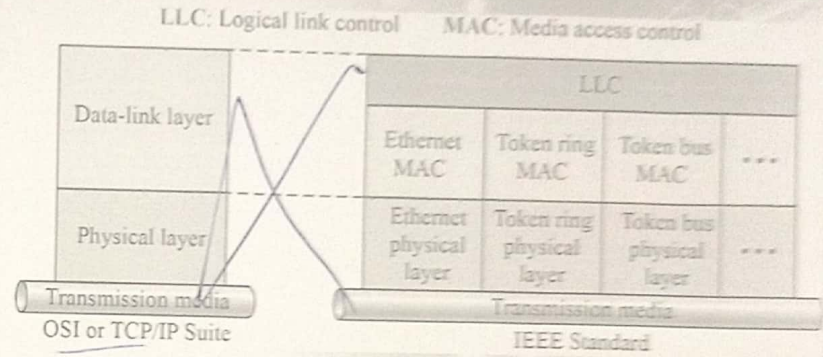 LLC: Logical link control MAC: Media access control
LLC
Data-link layer
Ethernet MAC
Token ring MAC
Token bus MAC
...
Physical layer
Ethernet physical layer
Token ring physical layer
Token bus physical layer
...
Transmission media
Transmission media
OSI or TCP/IP Suite
IEEE Standard